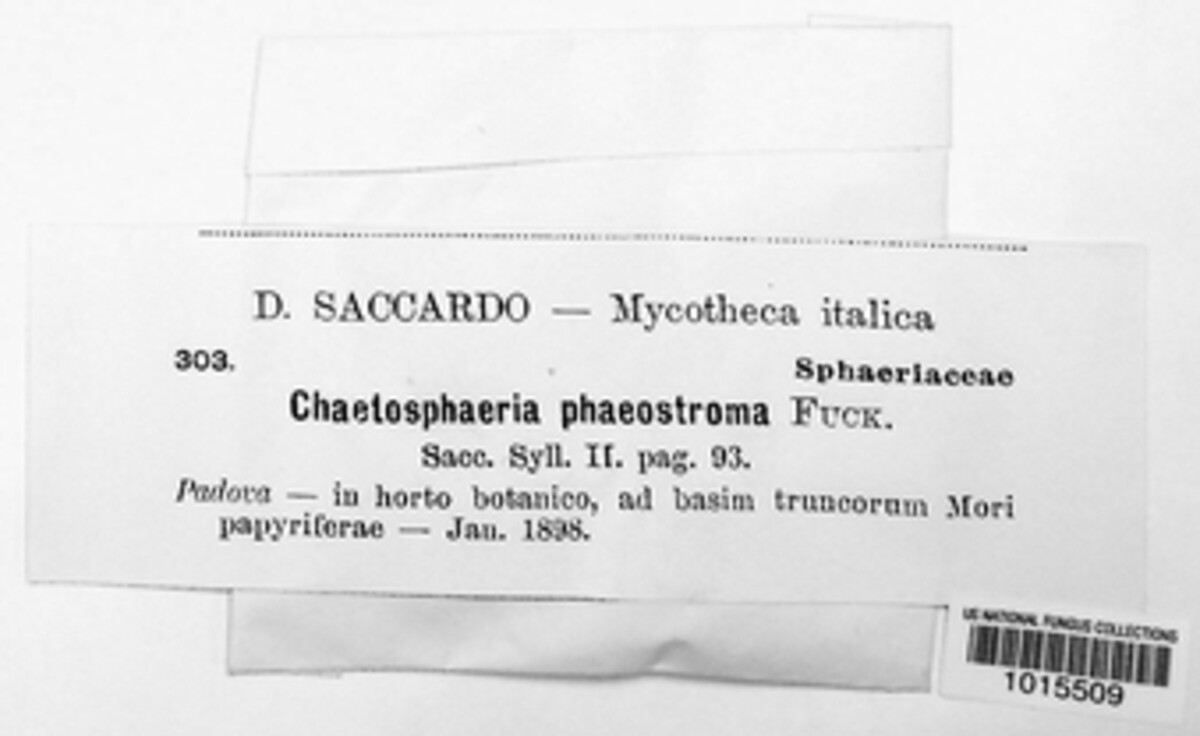 D. SACCARDO — Mycotheca italica
303.
Sphaeriaceae
Chaetosphaeria phaeostroma FUCK.
Sacc. Syll. II. pag. 93.
Padova — in horto botanico, ad basim truncorum Mori
papyriferae — Jan. 1898.
US NATIONAL FUNGUS COLLECTIONS
1015509